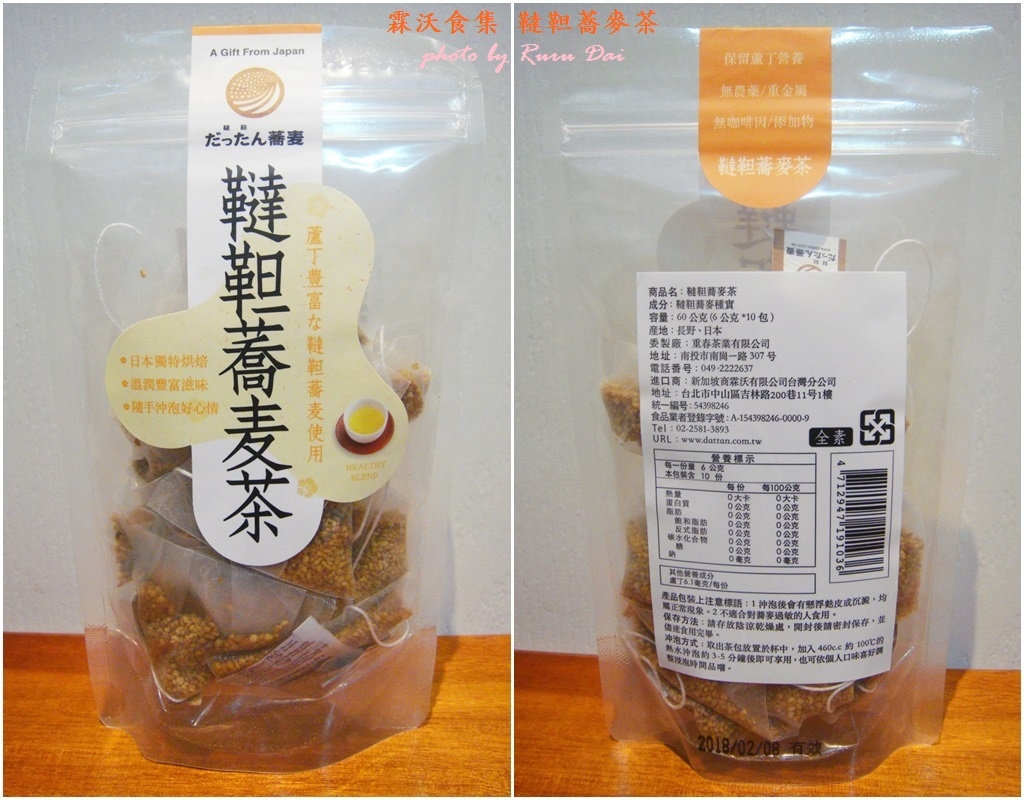 霖沃食集 韃靼蕎麥茶
photo by Ruru Dai
A Gift From Japan
韃靼
だったん蕎麦
韃靼蕎麦茶
蘆丁豐富な韃靼蕎麦使用
日本獨特烘焙
溫潤豐富滋味
隨手沖泡好心情
HEALTHY
BLEND
保留蘆丁營養
無農藥/重金屬
無咖啡因/添加物
韃靼蕎麥茶
商品名：韃靼蕎麥茶
成分：韃靼蕎麥種實
容量：60 公克(6 公克 *10 包)
産地：長野、日本
委製廠：重春茶業有限公司
地址：南投市南崗一路 307 號
電話番号：049-2222637
進口商：新加坡商霖沃有限公司台灣分公司
地址：台北市中山區吉林路200巷11号1樓
統一編号:54398246
食品業者登錄字號：A-154398246-0000-9
Tel：02-2581-3893
URL：www.dattan.com.tw
全素
紙
營養標示
每一份量 6 公克
本包裝含 10 份
每份 每100公克
熱量 0大卡 0大卡
蛋白質 0公克 0公克
脂肪 0公克 0公克
飽和脂肪 0公克 0公克
反式脂肪 0公克 0公克
碳水化合物 0公克 0公克
糖 0公克 0公克
鈉 0毫克 0毫克
其他營養成分
蘆丁6.1毫克/每份
4 712947 191036
產品包裝上注意標語：1 沖泡後會有懸浮麩皮或沉澱，均
屬正常現象。2 不適合對蕎麥過敏的人食用。
保存方法：請存放陰涼乾燥處，開封後請密封保存，並
儘速食用完畢。
沖泡方式：取出茶包放置於杯中，加入 460c.c 約 100℃的
熱水沖泡約 3-5 分鐘後即可享用，也可依個人口味喜好調
整浸泡時間品嚐。
2018/02/08 有效